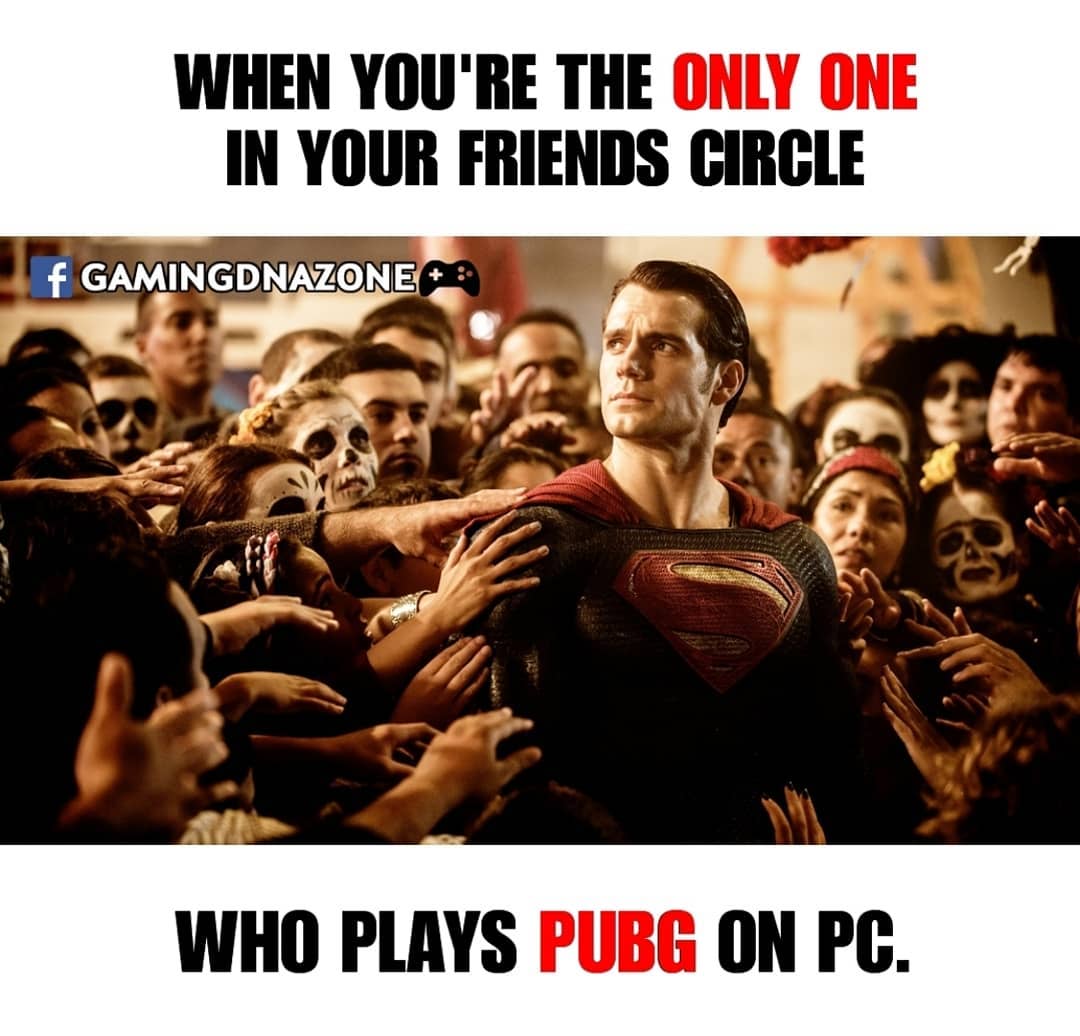 WHEN YOU'RE THE ONLY ONE
IN YOUR FRIENDS CIRCLE
f GAMINGDNAZONE
WHO PLAYS PUBG ON PC.